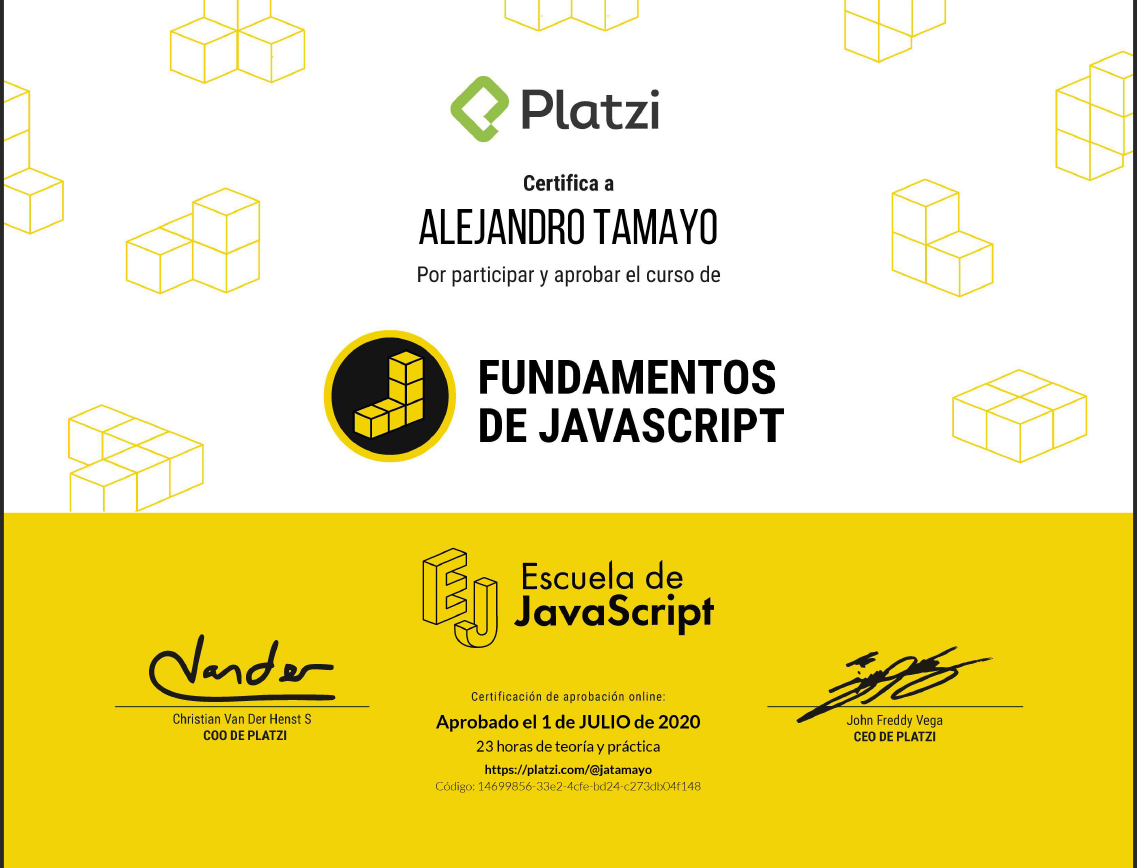 Platzi
Certifica a
ALEJANDRO TAMAYO
Por participar y aprobar el curso de
FUNDAMENTOS
DE JAVASCRIPT
EJ
Escuela de
JavaScript
Vander
Christian Van Der Henst S
COO DE PLATZI
Certificación de aprobación online:
Aprobado el 1 de JULIO de 2020
23 horas de teoría y práctica
https://platzi.com/@jatamayo
Código: 14699856-33e2-4cfe-bd24-c273db04f148
John Freddy Vega
CEO DE PLATZI